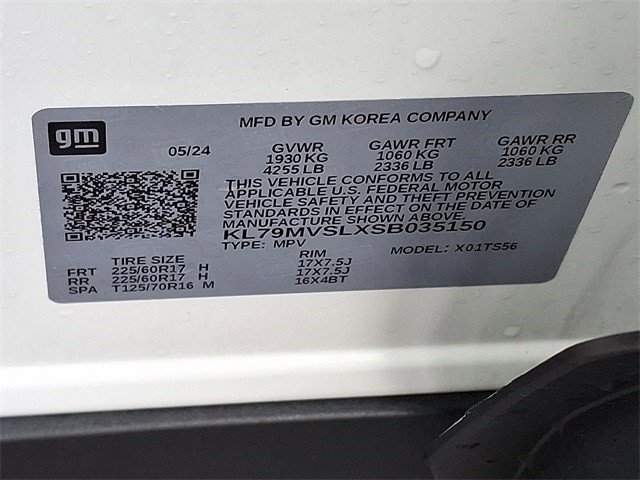 gm
MFD BY GM KOREA COMPANY
05/24 GVWR GAWR FRT GAWR RR
1930 KG 1060 KG 1060 KG
4255 LB 2336 LB 2336 LB
THIS VEHICLE CONFORMS TO ALL
APPLICABLE U.S. FEDERAL MOTOR
VEHICLE SAFETY AND THEFT PREVENTION
STANDARDS IN EFFECT ON THE DATE OF
MANUFACTURE SHOWN ABOVE.
KL79MVSLXSB035150
TYPE: MPV MODEL: X01TS56
TIRE SIZE RIM
FRT 225/60R17 H 17X7.5J
RR 225/60R17 H 17X7.5J
SPA T125/70R16 M 16X4BT